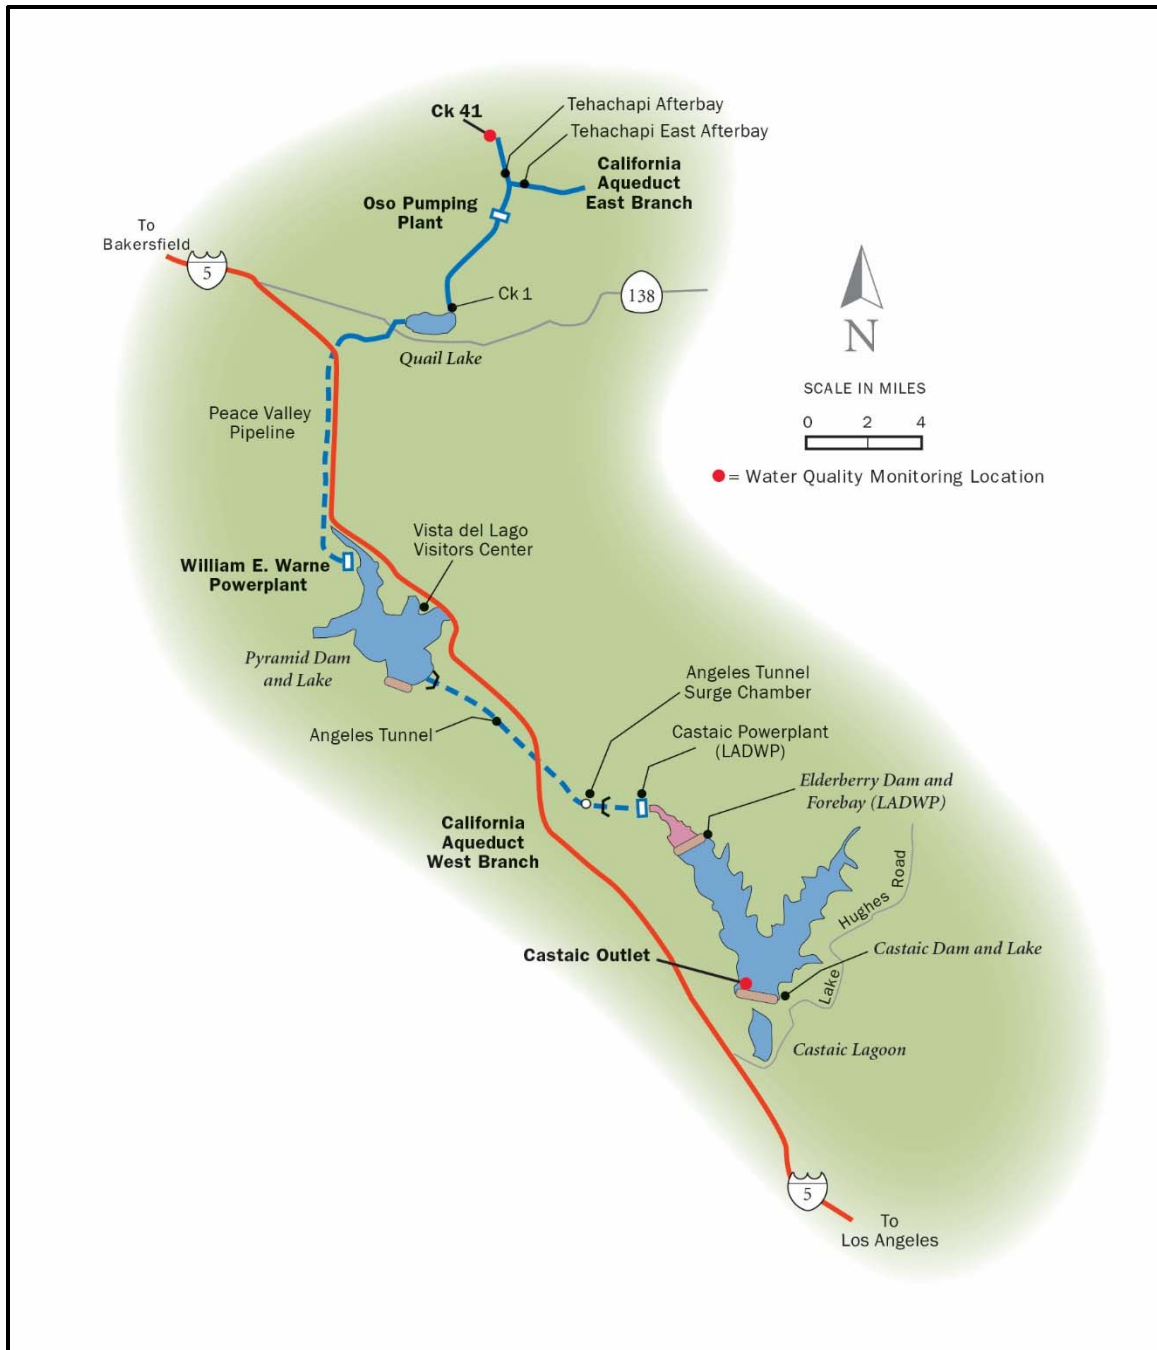 Ck 41
Tehachapi Afterbay
Tehachapi East Afterbay
California
Aqueduct
East Branch
Oso Pumping
Plant
To
Bakersfield
5
138
Ck 1
Quail Lake
N
SCALE IN MILES
0 2 4
= Water Quality Monitoring Location
Peace Valley
Pipeline
Vista del Lago
Visitors Center
William E. Warne
Powerplant
Pyramid Dam
and Lake
Angeles Tunnel
Surge Chamber
Angeles Tunnel
Castaic Powerplant
(LADWP)
Elderberry Dam and
Forebay (LADWP)
California
Aqueduct
West Branch
Lake Hughes Road
Castaic Outlet
Castaic Dam and Lake
Castaic Lagoon
5
To
Los Angeles